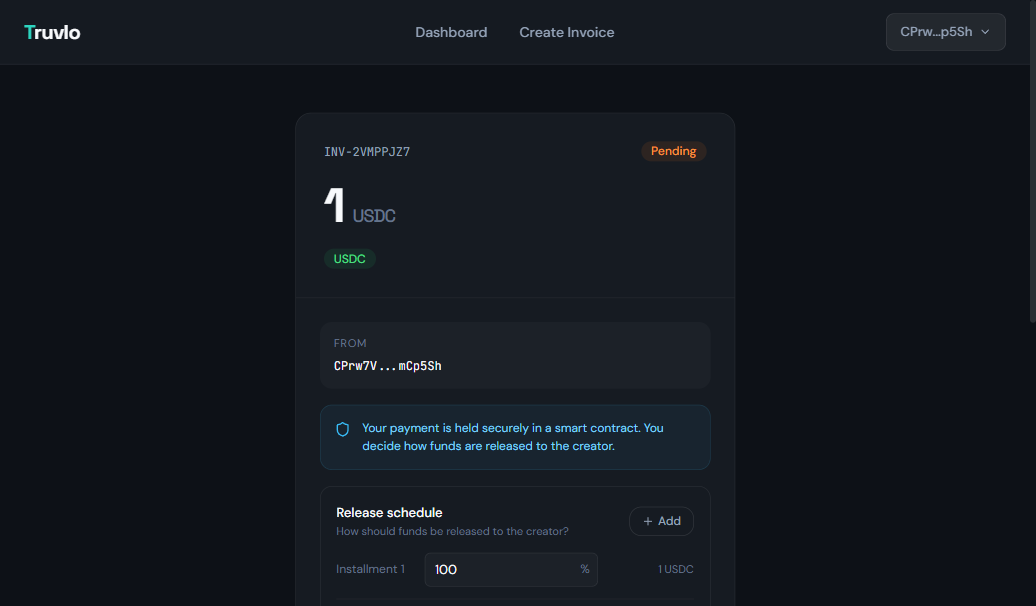 Truvlo
Dashboard
Create Invoice
CPrw...p5Sh
INV-2VMPPJZ7
Pending
1 USDC
USDC
FROM
CPrw7V...mCp5Sh
Your payment is held securely in a smart contract. You
decide how funds are released to the creator.
Release schedule
How should funds be released to the creator?
+ Add
Installment 1
100
%
1 USDC